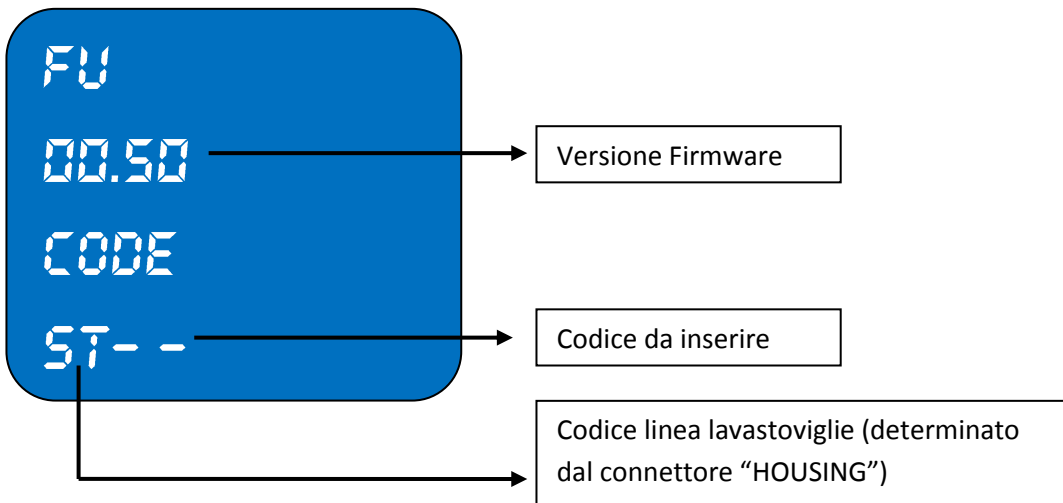 FU
00.50
Versione Firmware
CODE
ST- -
Codice da inserire
Codice linea lavastoviglie (determinato
dal connettore “HOUSING”)